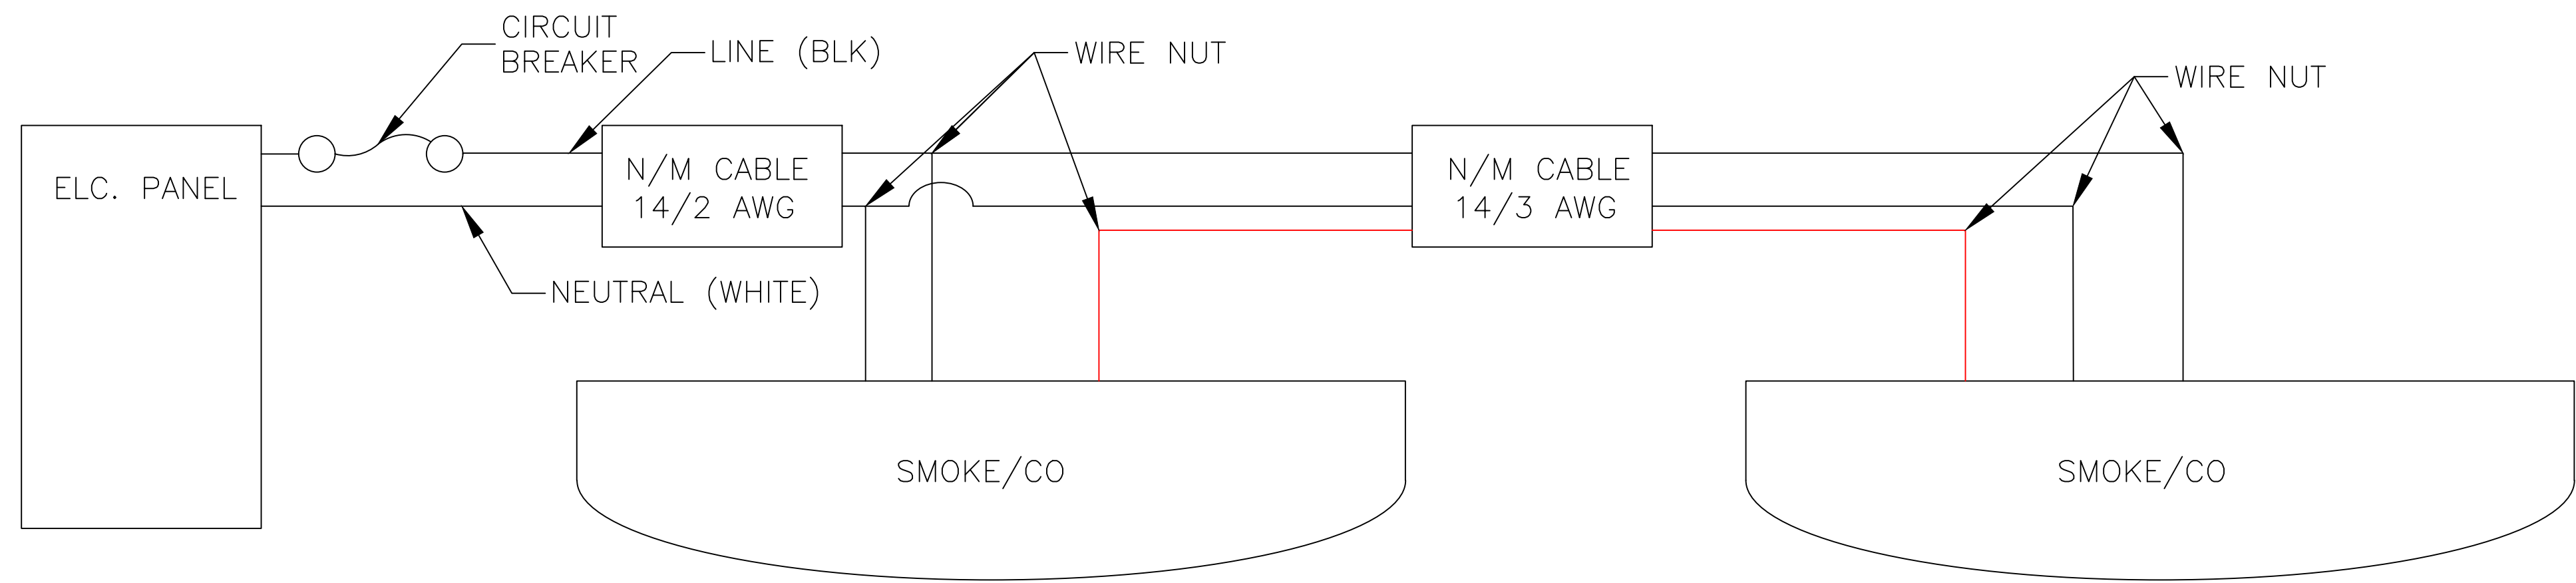 CIRCUIT
BREAKER
LINE (BLK)
WIRE NUT
WIRE NUT
ELC. PANEL
N/M CABLE
14/2 AWG
N/M CABLE
14/3 AWG
NEUTRAL (WHITE)
SMOKE/CO
SMOKE/CO